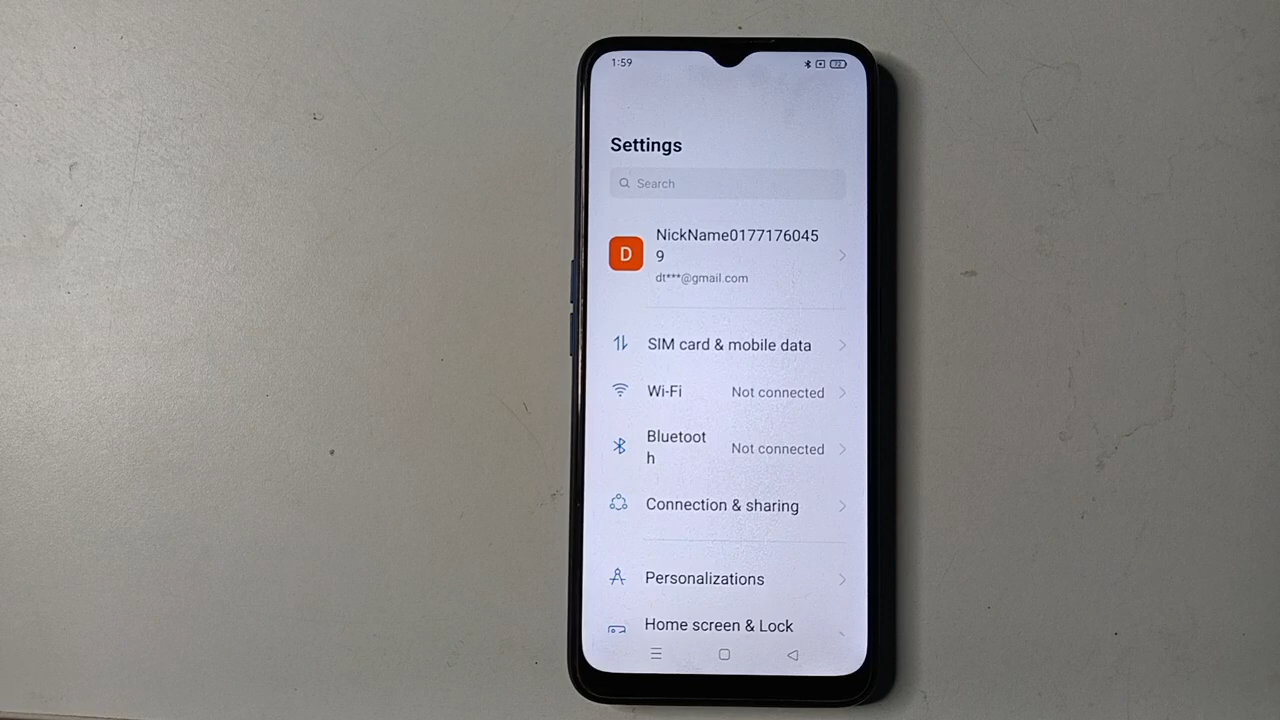 1:59
72
Settings
Search
D
NickName0177176045
9
dt***@gmail.com
SIM card & mobile data
Wi-Fi Not connected
Bluetoot
h
Not connected
Connection & sharing
Personalizations
Home screen & Lock